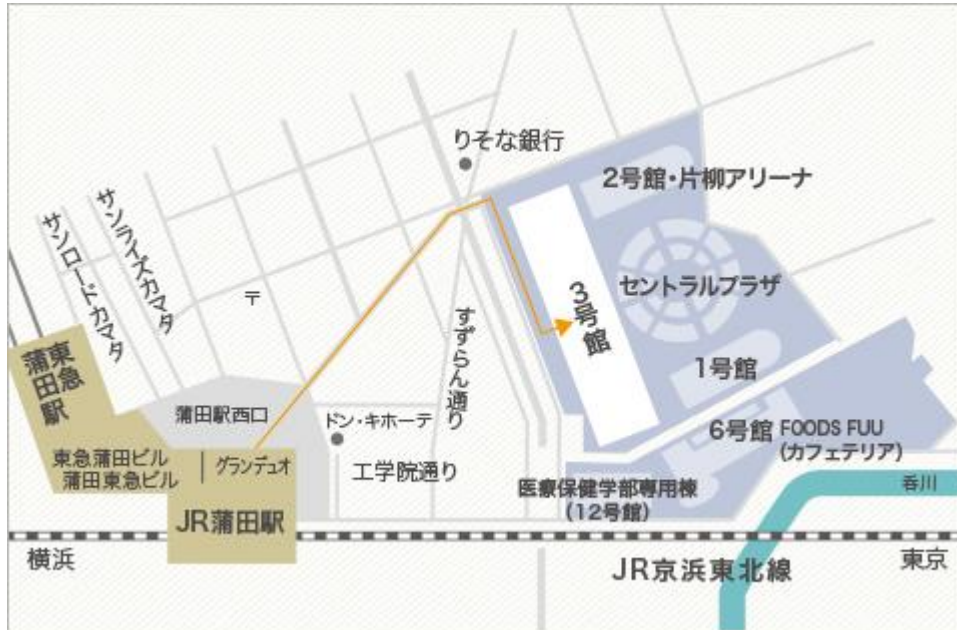 りそな銀行
2号館・片柳アリーナ
サンライズカマタ
サンロードカマタ
セントラルプラザ
3号館
〒
すずらん通り
東急
蒲田駅
1号館
蒲田駅西口
ドン・キホーテ
6号館
FOODS FUU
(カフェテリア)
東急蒲田ビル
蒲田東急ビル
グランデュオ
工学院通り
医療保健学部専用棟
(12号館)
呑川
JR蒲田駅
横浜
JR京浜東北線
東京